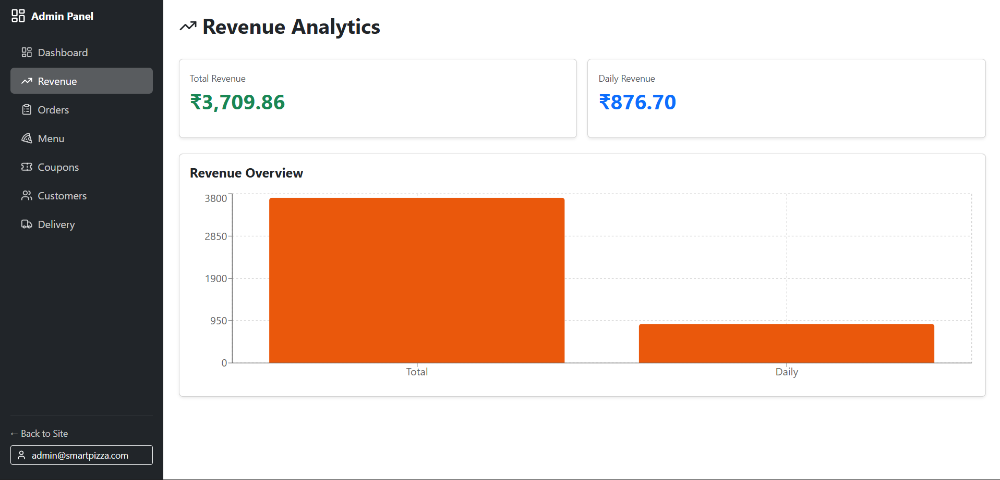 Admin Panel
Dashboard
Revenue
Orders
Menu
Coupons
Customers
Delivery
← Back to Site
admin@smartpizza.com
Revenue Analytics
Total Revenue
₹3,709.86
Daily Revenue
₹876.70
Revenue Overview
3800
2850
1900
950
0
Total
Daily